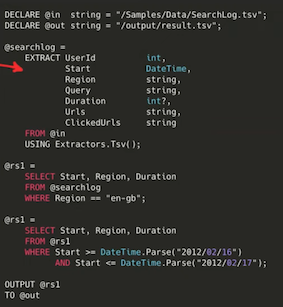 DECLARE @in  string = "/Samples/Data/SearchLog.tsv";
DECLARE @out string = "/output/result.tsv";
@searchlog =
    EXTRACT UserId          int,
            Start           DateTime,
            Region          string,
            Query           string,
            Duration        int?,
            Urls            string,
            ClickedUrls     string
    FROM @in
    USING Extractors.Tsv();
@rs1 =
    SELECT Start, Region, Duration
    FROM @searchlog
    WHERE Region == "en-gb";
@rs1 =
    SELECT Start, Region, Duration
    FROM @rs1
    WHERE Start >= DateTime.Parse("2012/02/16")
        AND Start <= DateTime.Parse("2012/02/17");
OUTPUT @rs1
TO @out